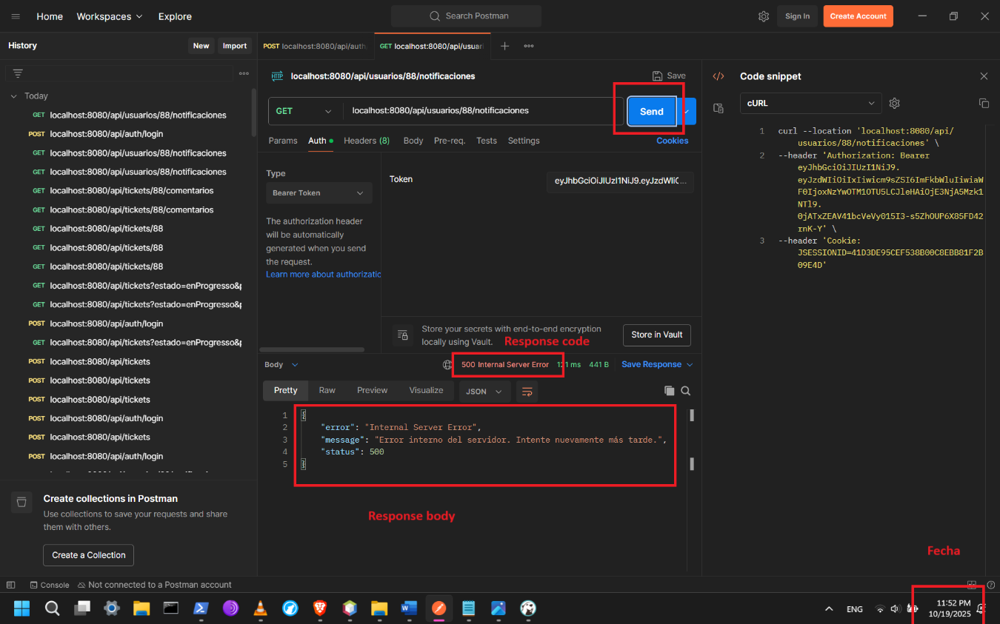 Home Workspaces Explore
Search Postman
Sign In Create Account
History New Import
POST localhost:8080/api/auth
GET localhost:8080/api/usuar
Today
GET localhost:8080/api/usuarios/88/notificaciones
POST localhost:8080/api/auth/login
GET localhost:8080/api/usuarios/88/notificaciones
GET localhost:8080/api/usuarios/88/notificaciones
GET localhost:8080/api/tickets/88/comentarios
GET localhost:8080/api/tickets/88/comentarios
GET localhost:8080/api/tickets/88
GET localhost:8080/api/tickets/88
GET localhost:8080/api/tickets/88
GET localhost:8080/api/tickets?estado=enProgreso&p
GET localhost:8080/api/tickets?estado=enProgreso&p
POST localhost:8080/api/auth/login
GET localhost:8080/api/tickets?estado=enProgreso&p
POST localhost:8080/api/tickets
POST localhost:8080/api/tickets
POST localhost:8080/api/tickets
POST localhost:8080/api/auth/login
POST localhost:8080/api/tickets
POST localhost:8080/api/auth/login
Create collections in Postman
Use collections to save your requests and share
them with others.
Create a Collection
HTTP localhost:8080/api/usuarios/88/notificaciones
Save
GET localhost:8080/api/usuarios/88/notificaciones
Send
Params Auth Headers (8) Body Pre-req. Tests Settings
Cookies
Type
Bearer Token
The authorization header
will be automatically
generated when you send
the request.
Learn more about authorizatio
Token
eyJhbGciOiJIUzI1NiJ9.eyJzdWIiO...
Store your secrets with end-to-end encryption
locally using Vault.
Store in Vault
Response code
Body
500 Internal Server Error
ms 441 B
Save Response
Pretty Raw Preview Visualize JSON
1 {
2 "error": "Internal Server Error",
3 "message": "Error interno del servidor. Intente nuevamente más tarde.",
4 "status": 500
5 }
Response body
Code snippet
cURL
1 curl --location 'localhost:8080/api/
usuarios/88/notificaciones' \
2 --header 'Authorization: Bearer
eyJhbGciOiJIUzI1NiJ9.
eyJzdWIiOiIxIiwicm9sZSI6ImFkbWluIiwiaW
F0IjoxNzYwOTM1OTU5LCJleHAiOjE3NjA5Mzk1
NTl9.
0jATxZEAV41bcVeVy015I3-s5ZhOUP6X85FD42
rnK-Y' \
3 --header 'Cookie:
JSESSIONID=41D3DE95CEF538B00C8EBB81F2B
09E4D'
Fecha
Console Not connected to a Postman account
ENG
11:52 PM
10/19/2025